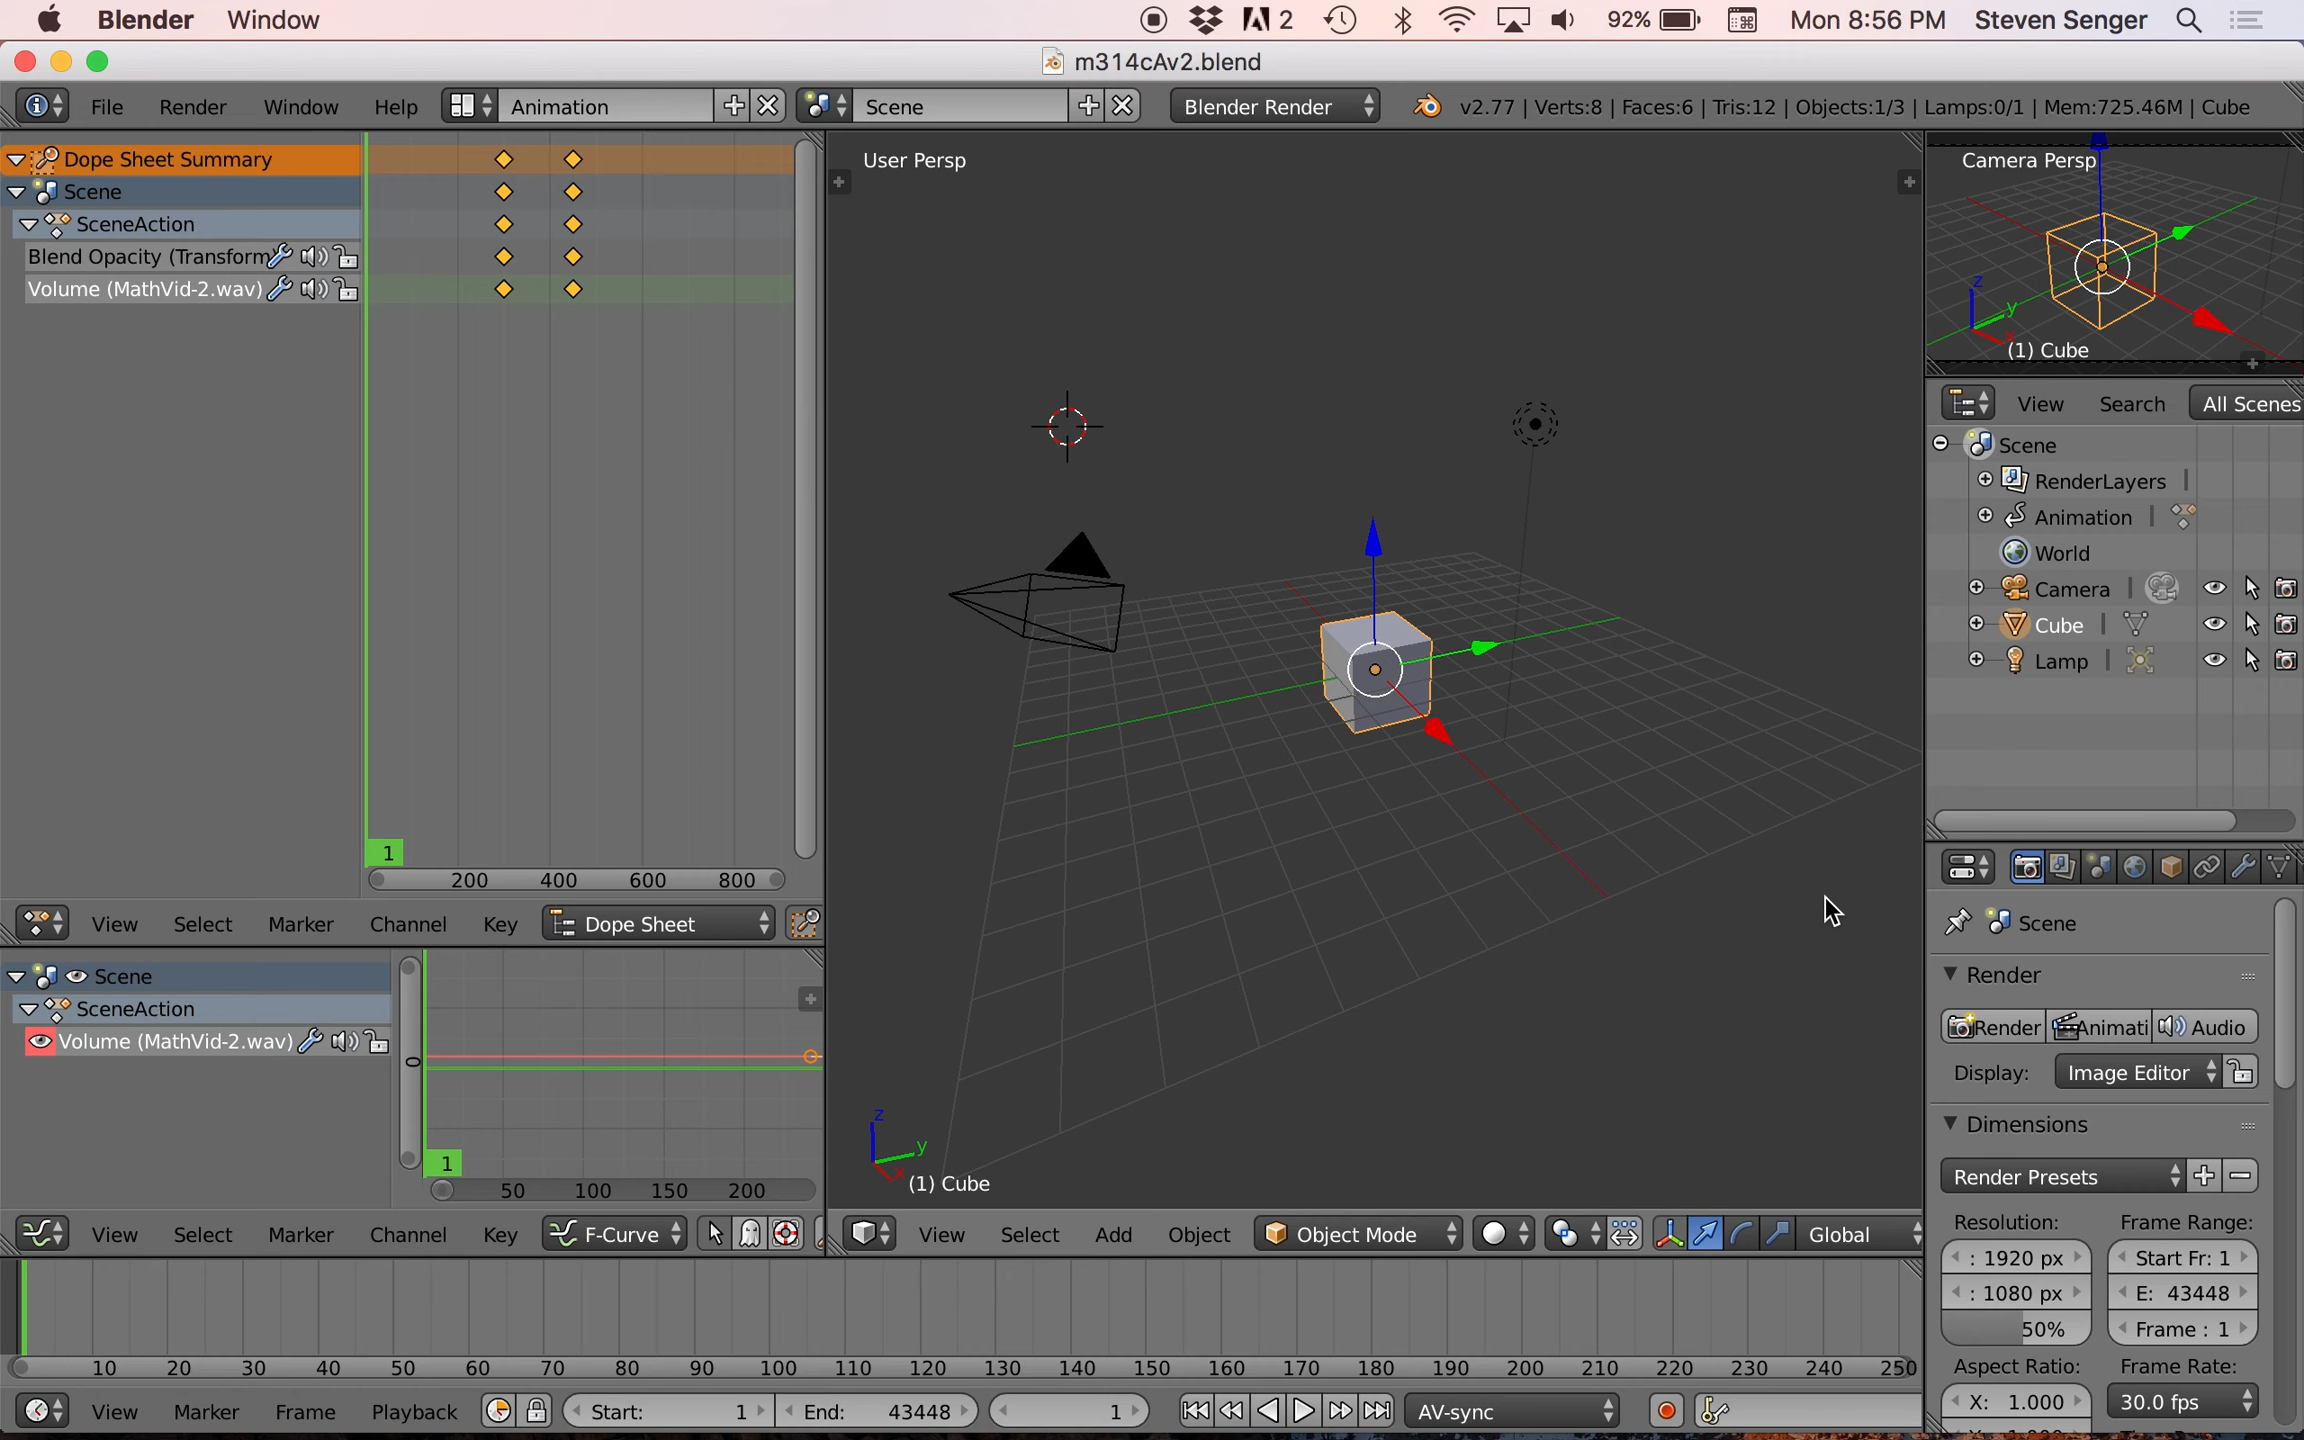 Blender Window 2 92% Mon 8:56 PM Steven Senger
m314cAv2.blend
File Render Window Help Animation Scene Blender Render v2.77 | Verts:8 | Faces:6 | Tris:12 | Objects:1/3 | Lamps:0/1 | Mem:725.46M | Cube
Dope Sheet Summary
Scene
SceneAction
Blend Opacity (Transform
Volume (MathVid-2.wav)
1
200 400 600 800
View Select Marker Channel Key Dope Sheet
Scene
SceneAction
Volume (MathVid-2.wav)
0
1
50 100 150 200
View Select Marker Channel Key F-Curve
User Persp
z
y
x
(1) Cube
View Select Add Object Object Mode Global
Camera Persp
z
y
x
(1) Cube
View Search All Scenes
Scene
RenderLayers
Animation
World
Camera
Cube
Lamp
Scene
Render
Render Animati Audio
Display: Image Editor
Dimensions
Render Presets
Resolution: Frame Range:
: 1920 px Start Fr: 1
: 1080 px E: 43448
50% Frame : 1
Aspect Ratio: Frame Rate:
X: 1.000 30.0 fps
10 20 30 40 50 60 70 80 90 100 110 120 130 140 150 160 170 180 190 200 210 220 230 240 250
View Marker Frame Playback Start: 1 End: 43448 1 AV-sync